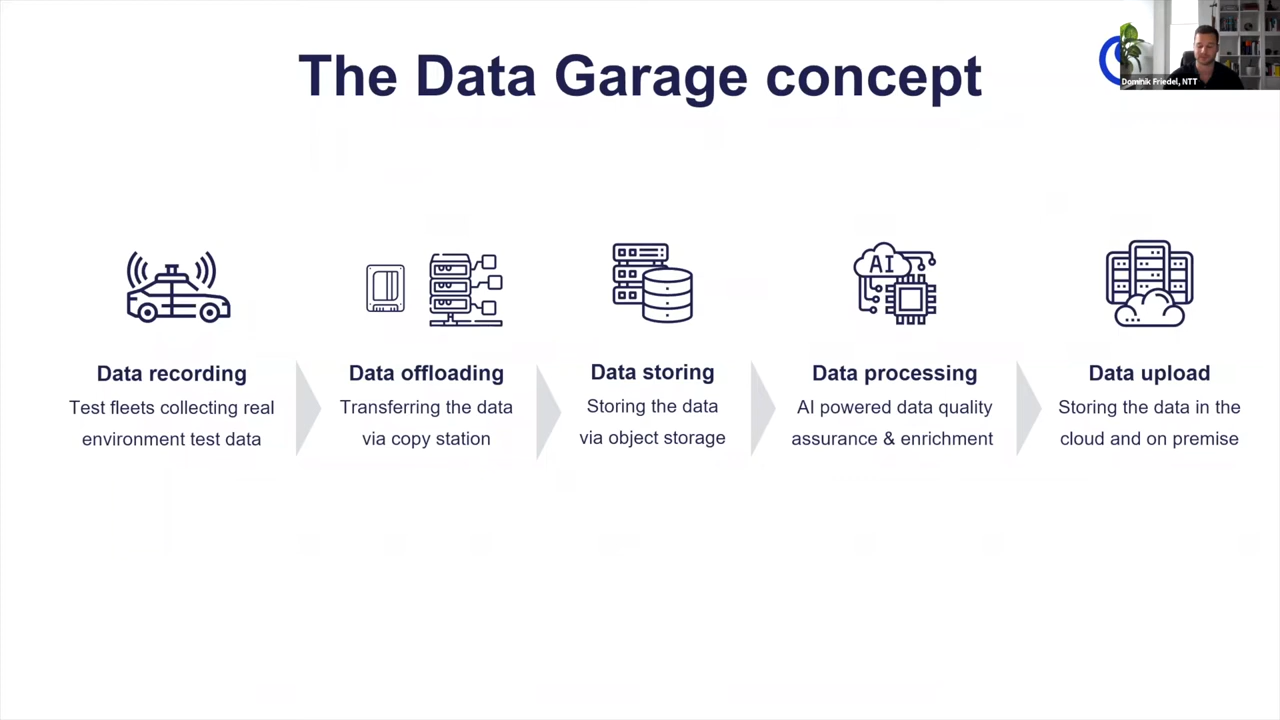 The Data Garage concept
Dominik Friedel, NTT
AI
Data recording
Test fleets collecting real
environment test data
Data offloading
Transferring the data
via copy station
Data storing
Storing the data
via object storage
Data processing
AI powered data quality
assurance & enrichment
Data upload
Storing the data in the
cloud and on premise